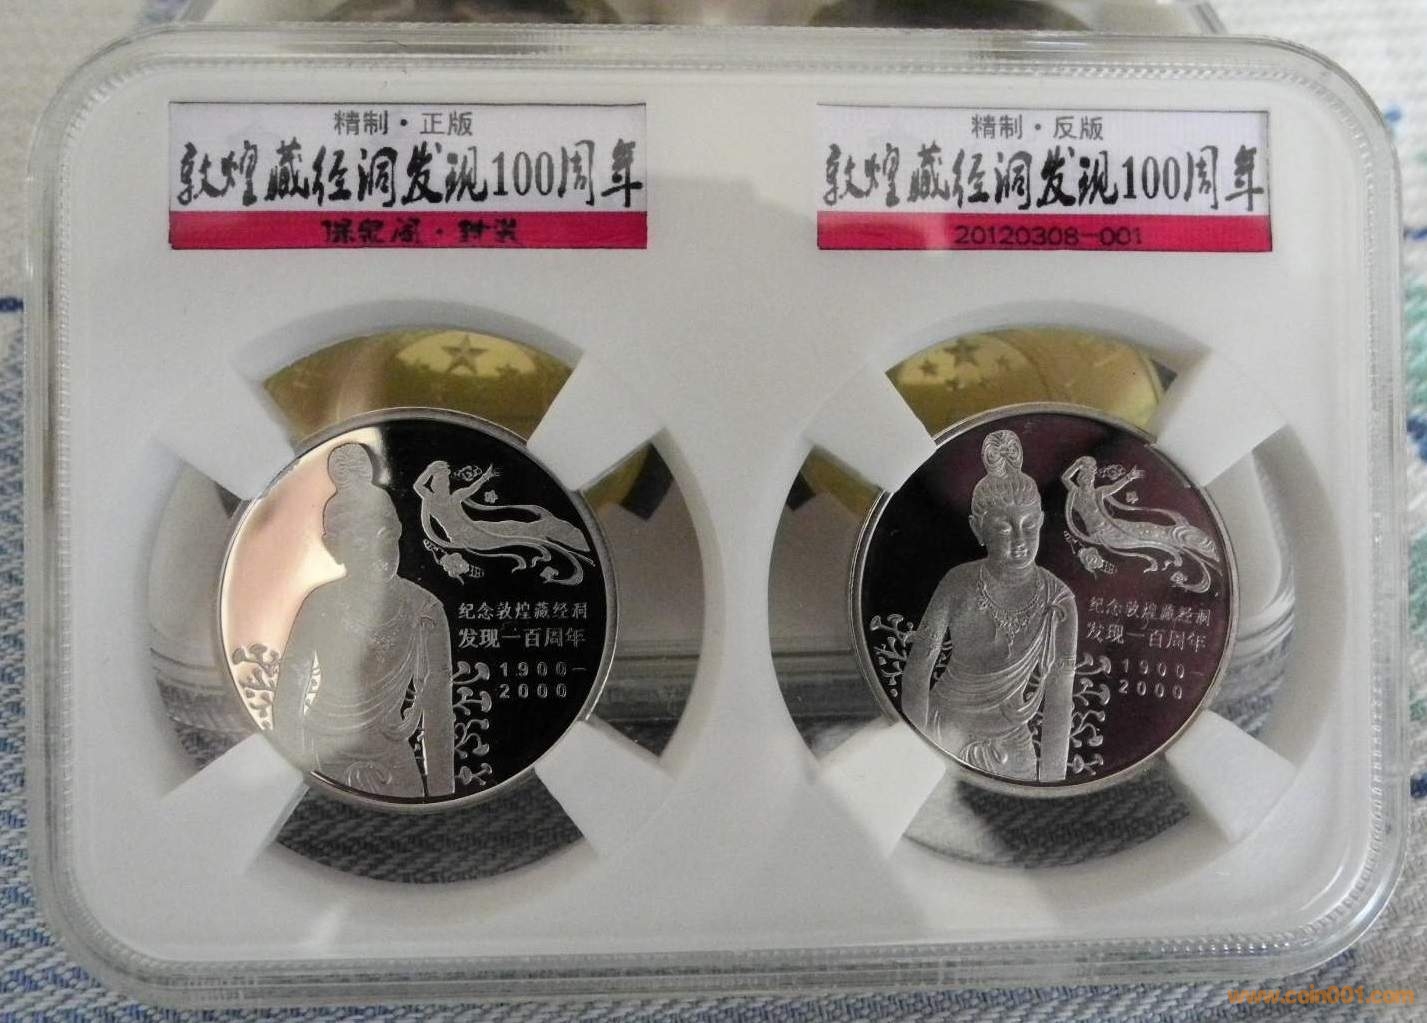 精制·正版
敦煌藏经洞发现100周年
保泉阁·封装
精制·反版
敦煌藏经洞发现100周年
20120308-001
纪念敦煌藏经洞
发现一百周年
1900-
2000
纪念敦煌藏经洞
发现一百周年
1900-
2000
www.coin001.com